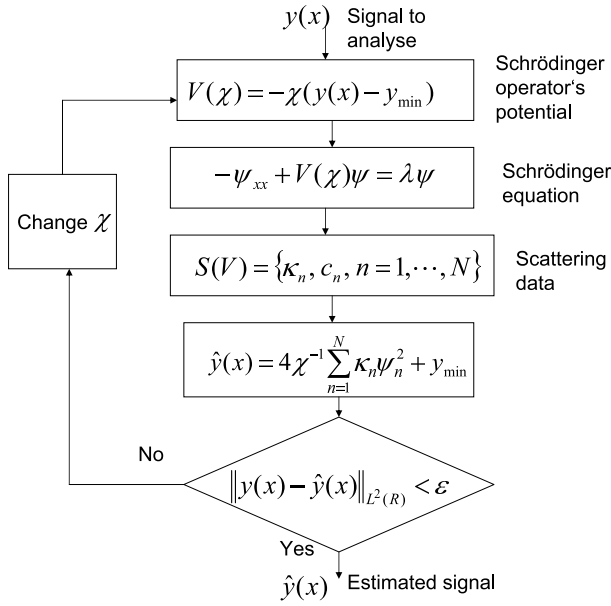 y(x) Signal to
analyse
V(χ) = −χ(y(x) − y_min)
Schrödinger
operator‘s
potential
−ψ_xx + V(χ)ψ = λψ
Schrödinger
equation
Change χ
S(V) = {κ_n, c_n, n = 1,⋯, N}
Scattering
data
ŷ(x) = 4χ^{−1} ∑_{n=1}^{N} κ_n ψ_n^2 + y_min
No
‖y(x) − ŷ(x)‖_{L^2(R)} < ε
Yes
ŷ(x) Estimated signal